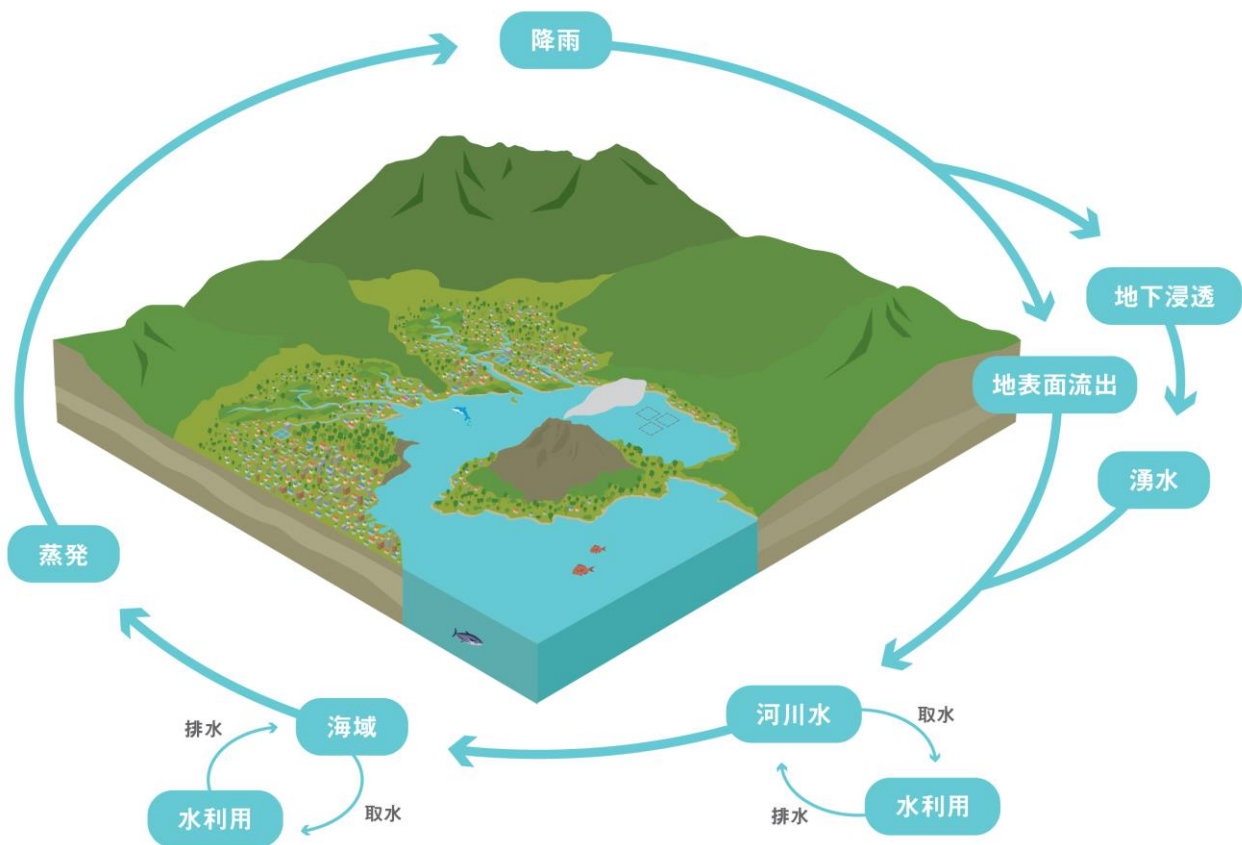 降雨
地下浸透
地表面流出
湧水
蒸発
河川水
取水
水利用
排水
海域
排水
取水
水利用